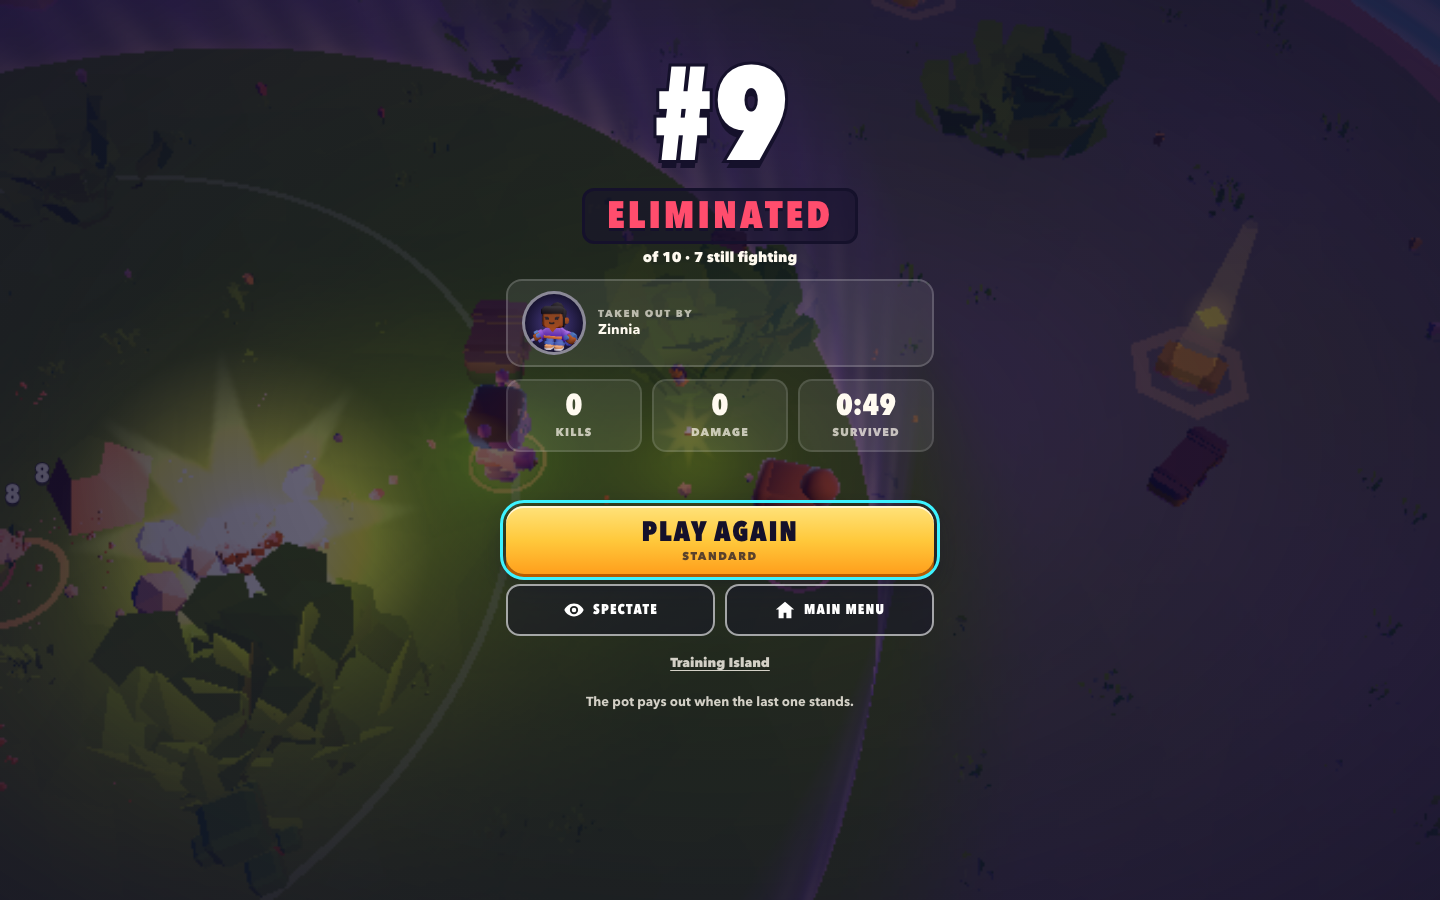 #9
ELIMINATED
of 10 • 7 still fighting
TAKEN OUT BY
Zinnia
0
KILLS
0
DAMAGE
0:49
SURVIVED
8
8
PLAY AGAIN
STANDARD
SPECTATE
MAIN MENU
Training Island
The pot pays out when the last one stands.